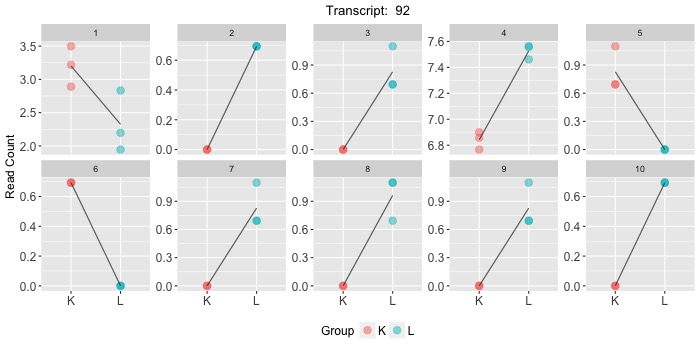 Transcript: 92
1 2 3 4 5
3.5 3.0 2.5 2.0
0.6 0.4 0.2 0.0
0.9 0.6 0.3 0.0
7.6 7.4 7.2 7.0 6.8
0.9 0.6 0.3 0.0
Read Count
6 7 8 9 10
0.6 0.4 0.2 0.0
0.9 0.6 0.3 0.0
0.9 0.6 0.3 0.0
0.9 0.6 0.3 0.0
0.6 0.4 0.2 0.0
K L K L K L K L K L
Group K L